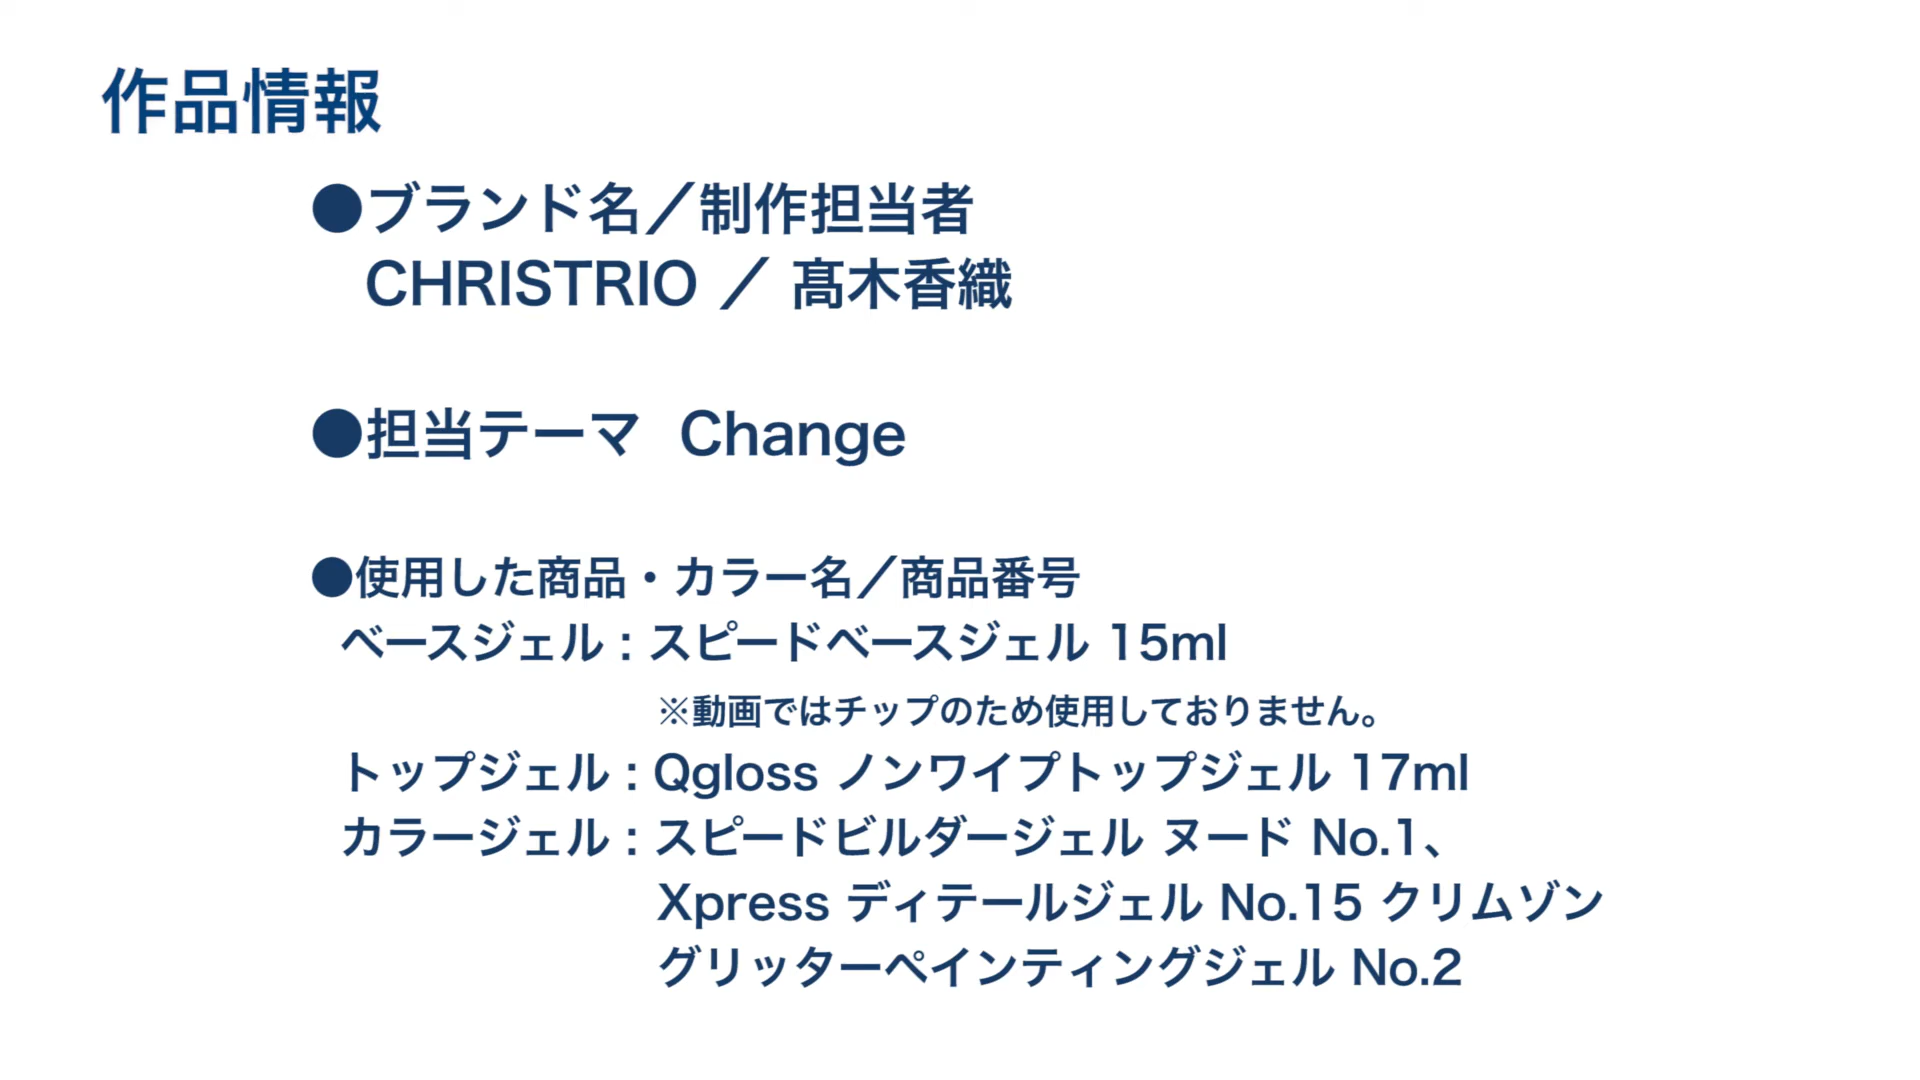 作品情報
●ブランド名／制作担当者
CHRISTRIO ／ 髙木香織
●担当テーマ Change
●使用した商品・カラー名／商品番号
ベースジェル : スピードベースジェル 15ml
※動画ではチップのため使用しておりません。
トップジェル : Qgloss ノンワイプトップジェル 17ml
カラージェル : スピードビルダージェル ヌード No.1、
Xpress ディテールジェル No.15 クリムゾン
グリッターペインティングジェル No.2